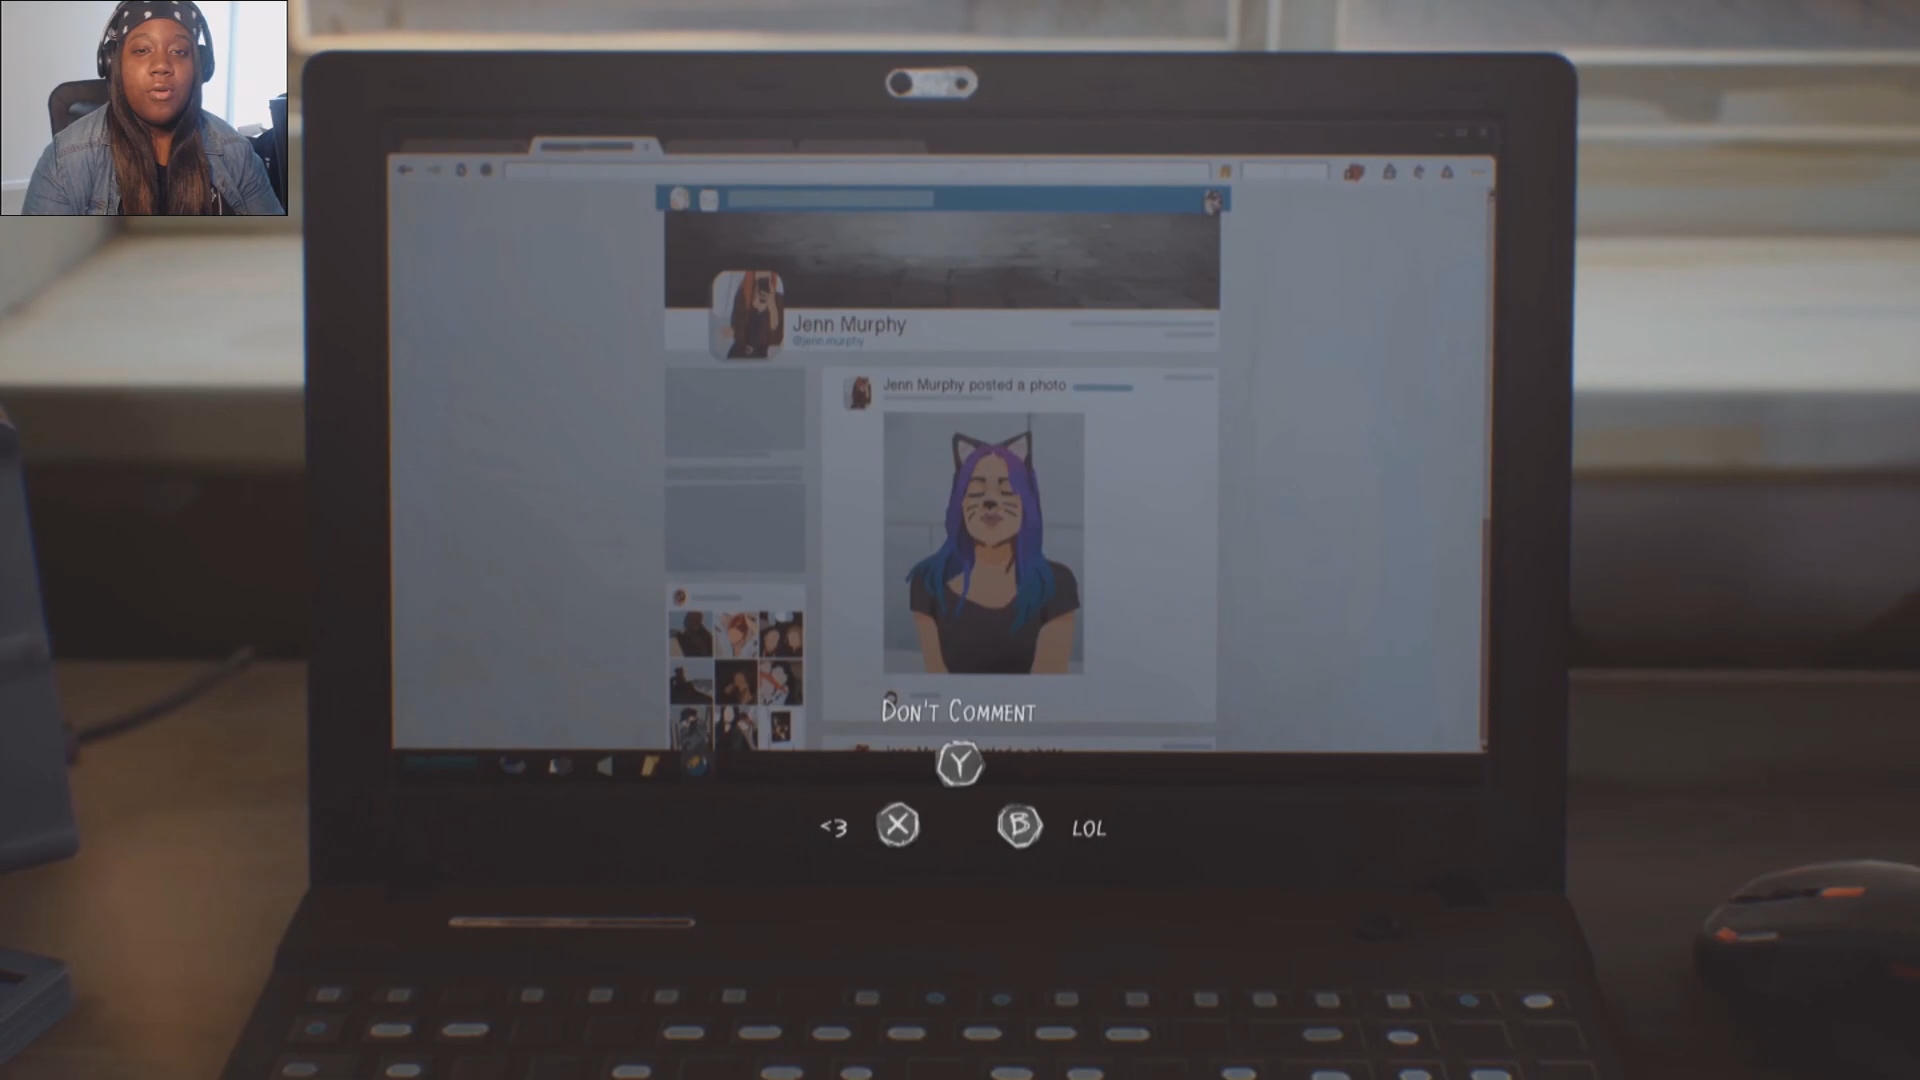 Jenn Murphy
@jenn.murphy
Jenn Murphy posted a photo
DON'T COMMENT
Y
<3 X B LOL